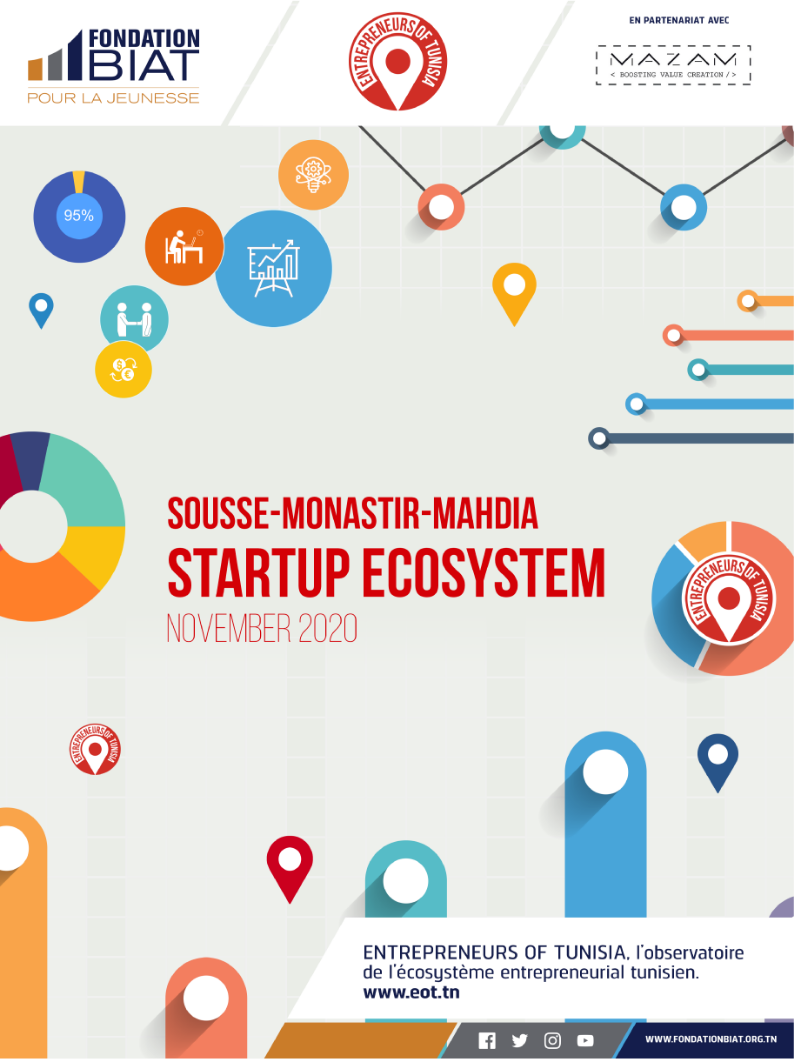 FONDATION
BIAT
POUR LA JEUNESSE
ENTREPRENEURS OF TUNISIA
EN PARTENARIAT AVEC
MAZAM
< BOOSTING VALUE CREATION />
95%
$
€
SOUSSE-MONASTIR-MAHDIA
STARTUP ECOSYSTEM
NOVEMBER 2020
ENTREPRENEURS OF TUNISIA
ENTREPRENEURS OF TUNISIA
ENTREPRENEURS OF TUNISIA, l'observatoire
de l'écosystème entrepreneurial tunisien.
www.eot.tn
WWW.FONDATIONBIAT.ORG.TN